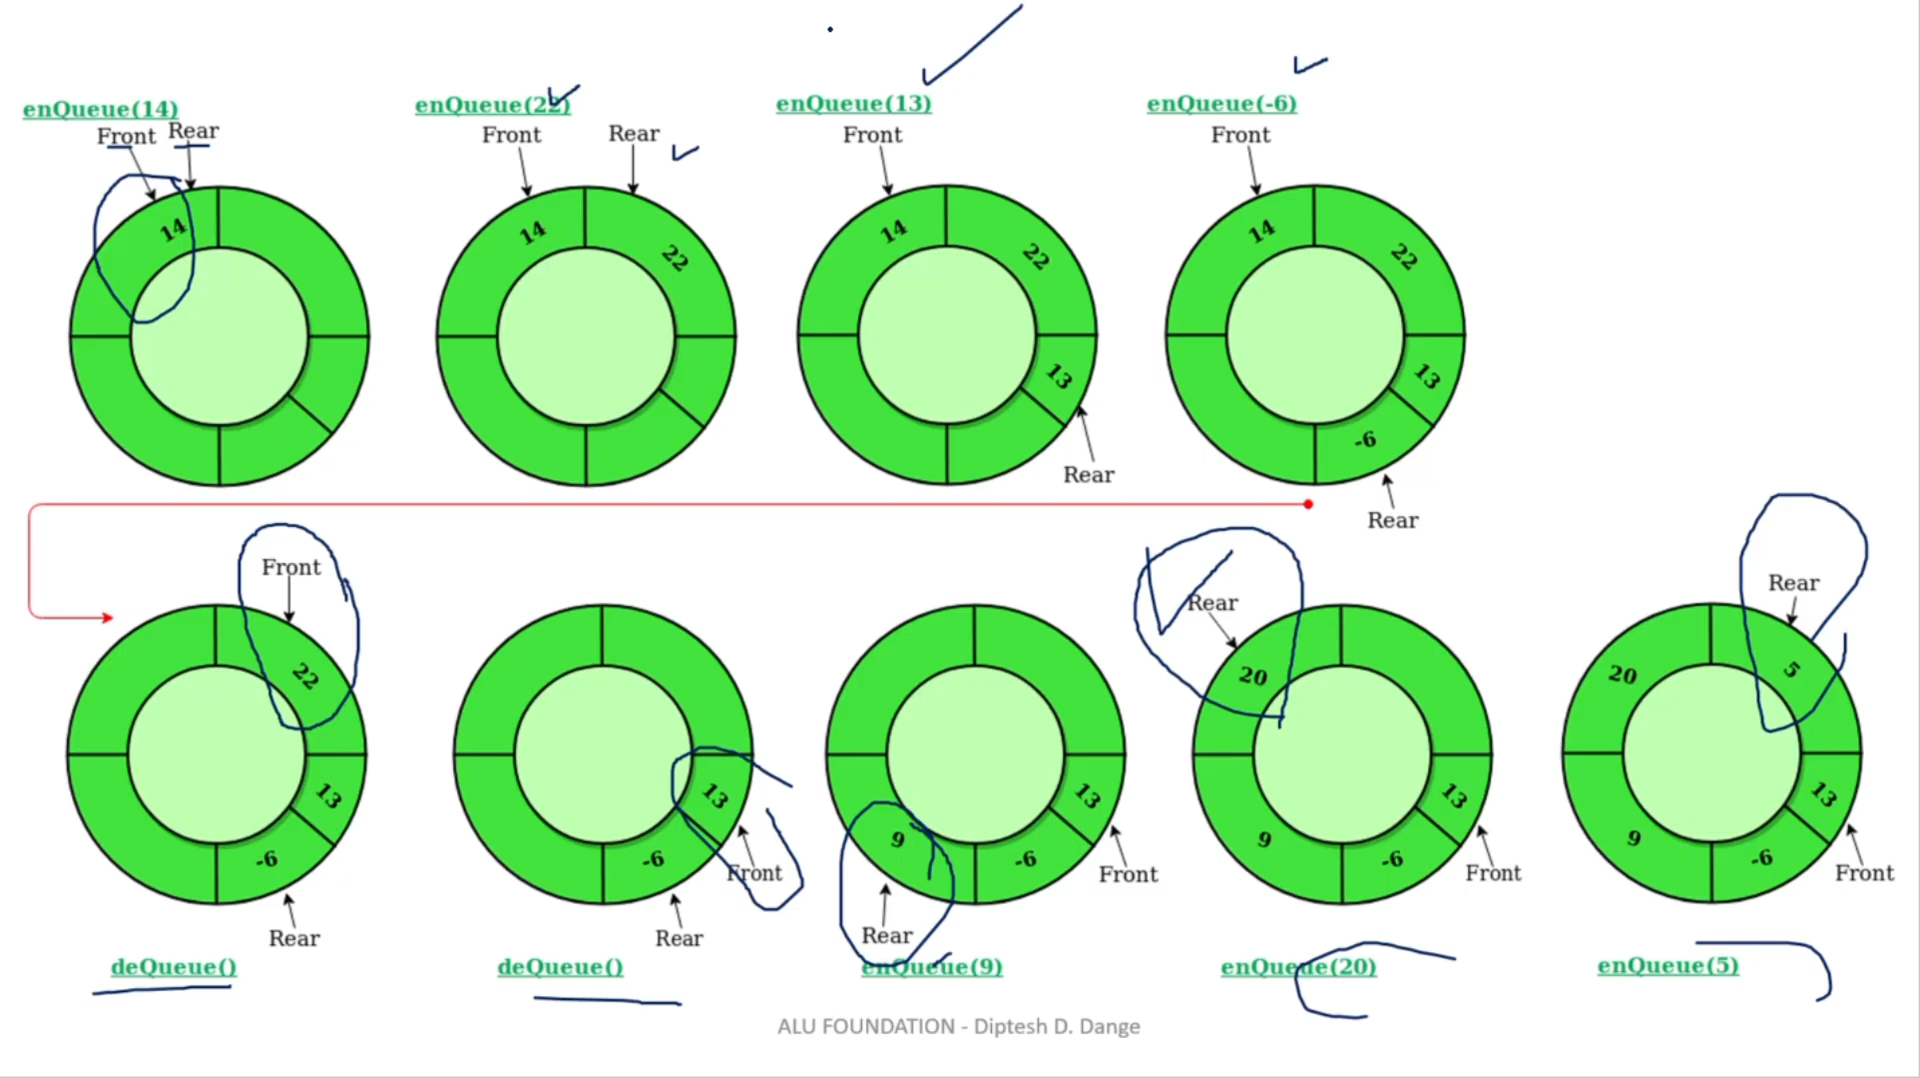 enQueue(14)
Front Rear
14
enQueue(22)
Front Rear
14
22
enQueue(13)
Front
14
22
13
Rear
enQueue(-6)
Front
14
22
13
-6
Rear
Front
22
13
-6
Rear
deQueue()
13
-6
Front
Rear
deQueue()
13
9
-6
Front
Rear
enQueue(9)
Rear
20
13
9
-6
Front
enQueue(20)
Rear
20
5
13
9
-6
Front
enQueue(5)
ALU FOUNDATION - Diptesh D. Dange